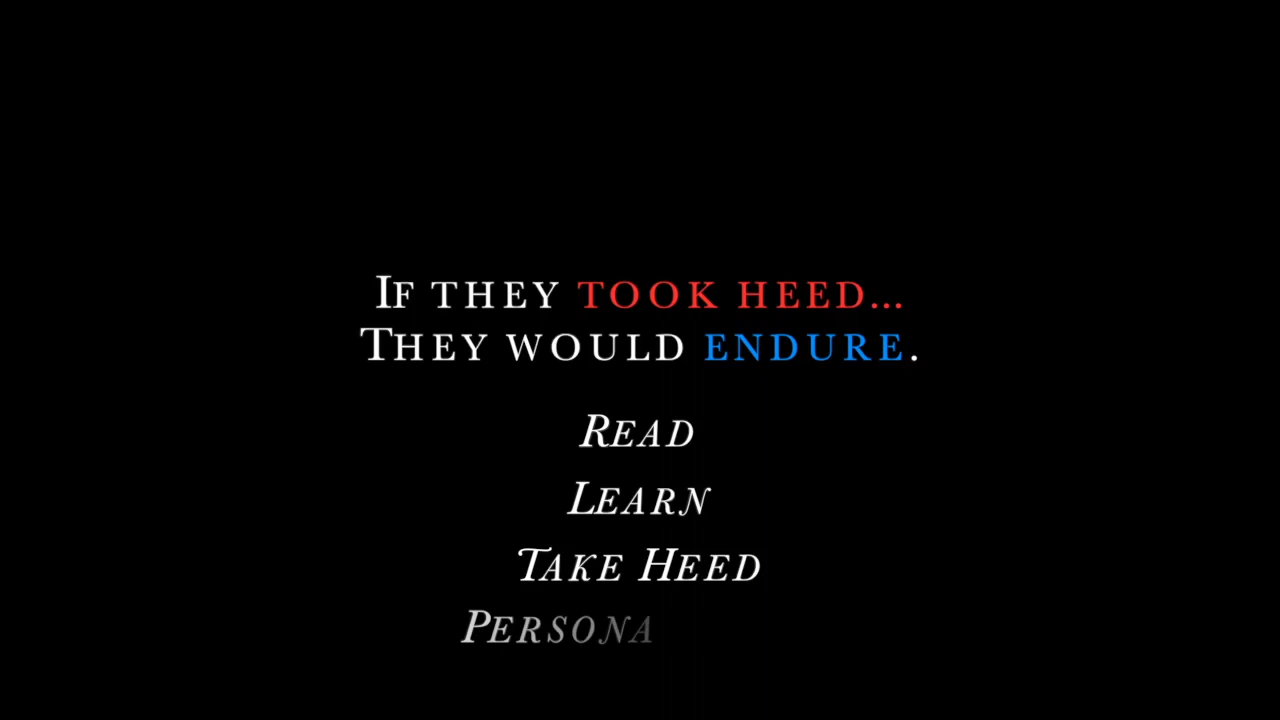 If they took heed...
They would endure.
Read
Learn
Take Heed
Persona